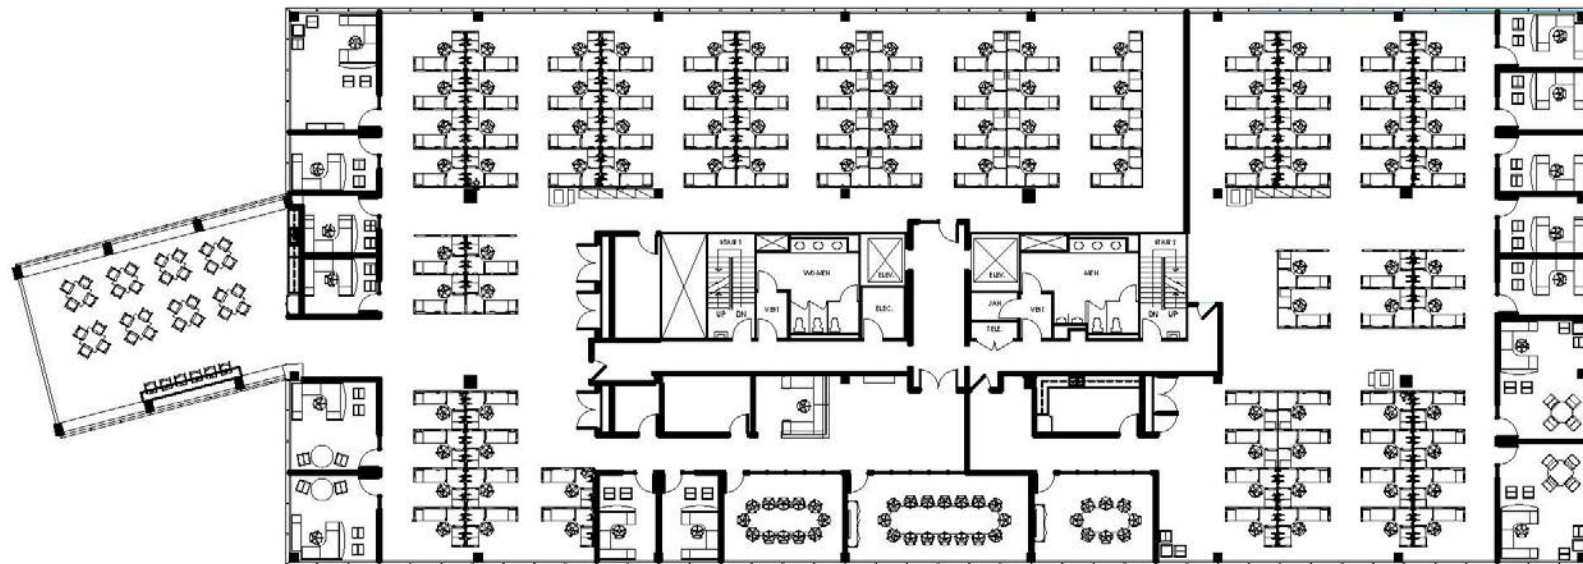 STAIR 1
WOMEN
ELEV.
ELEV.
MEN
STAIR 2
UP
DN
VEST
ELEC.
JAN.
VEST
TELE.
DN
UP